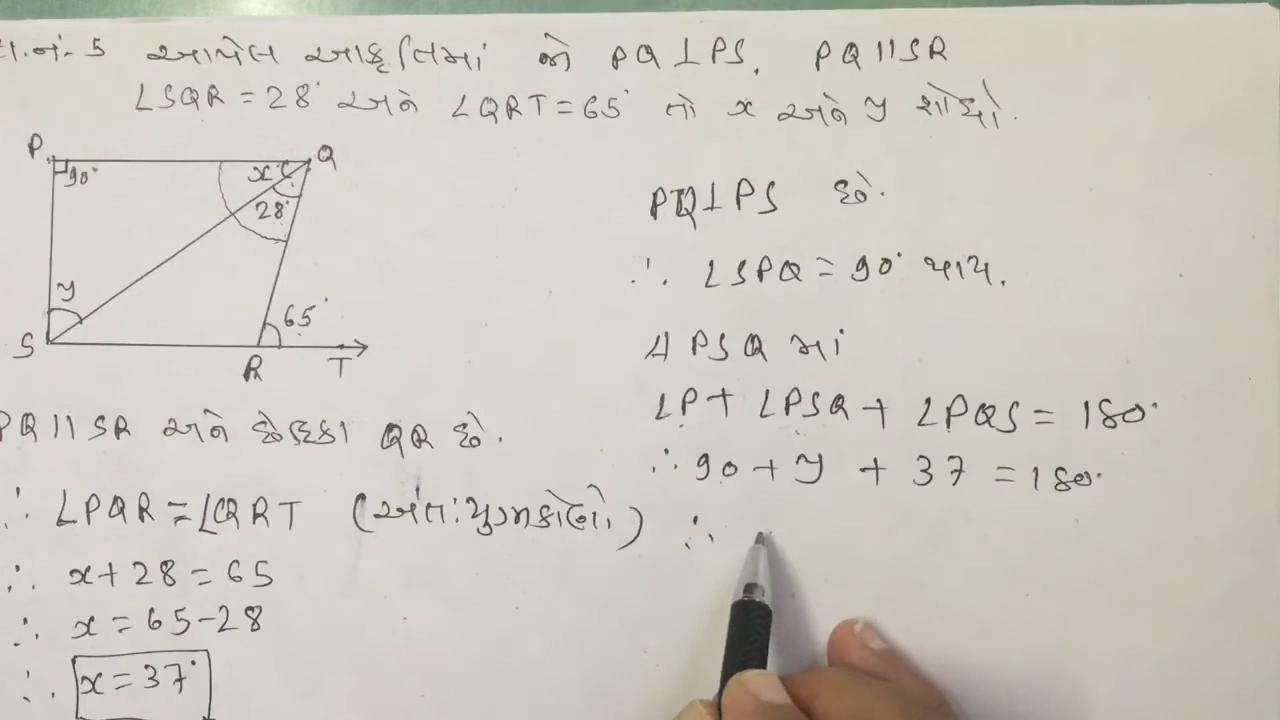 પ્ર.નં.5 આપેલ આકૃતિમાં જો PQ⊥PS, PQ॥SR
∠SQR=28° અને ∠QRT=65° તો x અને y શોધો.
P
90°
x°
Q
28°
y
65°
S
R
T
PQ॥SR અને છેદિકા QR છે.
∴ ∠PQR=∠QRT (અંતઃયુગ્મકોણો)
∴ x+28=65
∴ x=65-28
∴ x=37°
PQ⊥PS છે.
∴ ∠SPQ=90° થાય.
△PSQ માં
∠P+∠PSQ+∠PQS=180°
∴ 90+y+37=180°
∴